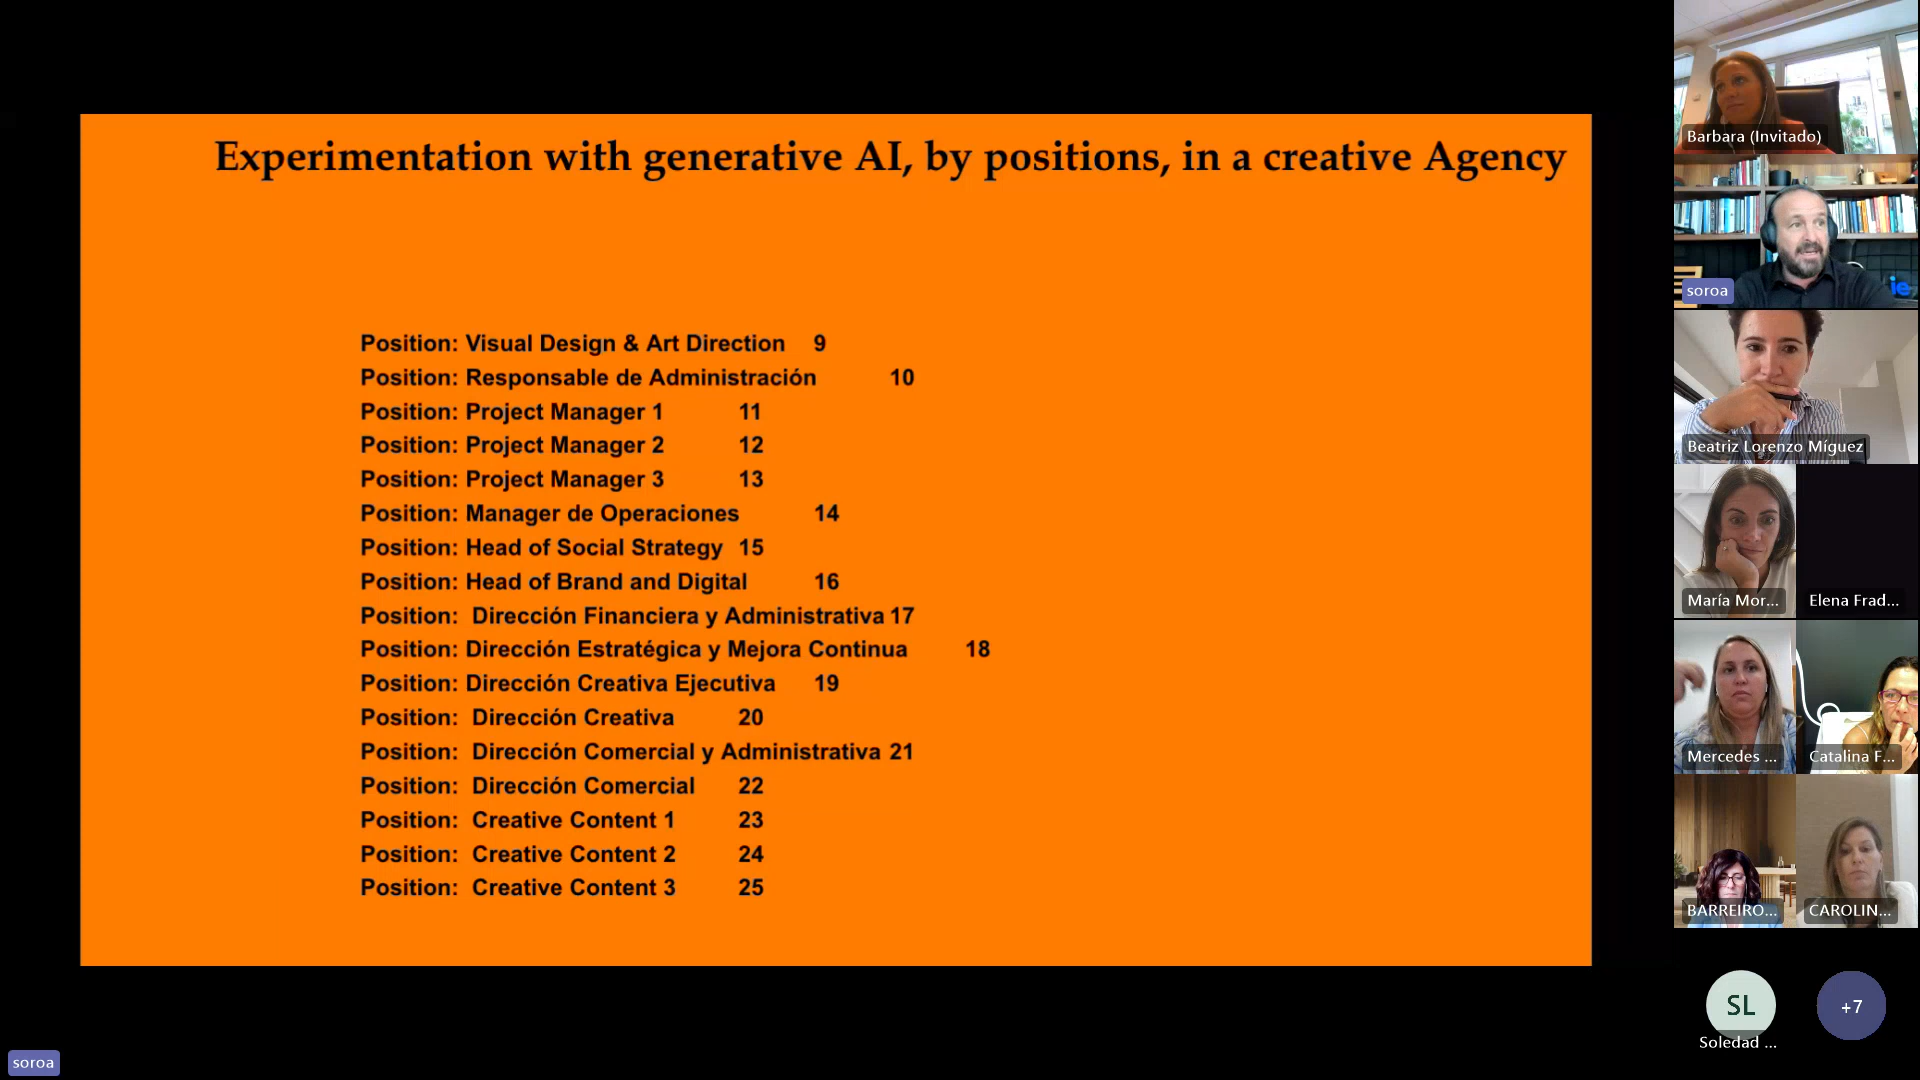 Experimentation with generative AI, by positions, in a creative Agency
Position: Visual Design & Art Direction 9
Position: Responsable de Administración 10
Position: Project Manager 1 11
Position: Project Manager 2 12
Position: Project Manager 3 13
Position: Manager de Operaciones 14
Position: Head of Social Strategy 15
Position: Head of Brand and Digital 16
Position: Dirección Financiera y Administrativa 17
Position: Dirección Estratégica y Mejora Continua 18
Position: Dirección Creativa Ejecutiva 19
Position: Dirección Creativa 20
Position: Dirección Comercial y Administrativa 21
Position: Dirección Comercial 22
Position: Creative Content 1 23
Position: Creative Content 2 24
Position: Creative Content 3 25
Barbara (Invitado)
ie
soroa
Beatriz Lorenzo Míguez
María Mor...
Elena Frad...
Mercedes ...
Catalina F...
BARREIRO...
CAROLIN...
SL
+7
Soledad ...
soroa